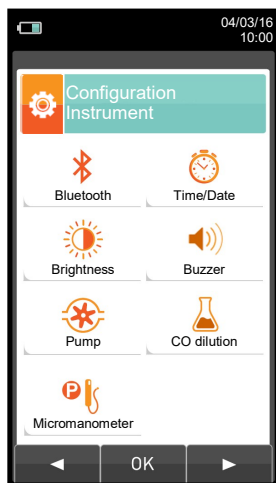 04/03/16
10:00
Configuration
Instrument
Bluetooth
Time/Date
Brightness
Buzzer
Pump
CO dilution
P
Micromanometer
OK